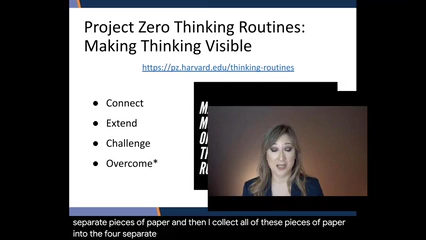 Project Zero Thinking Routines:
Making Thinking Visible
https://pz.harvard.edu/thinking-routines
● Connect
● Extend
● Challenge
● Overcome*
separate pieces of paper and then I collect all of these pieces of paper
into the four separate